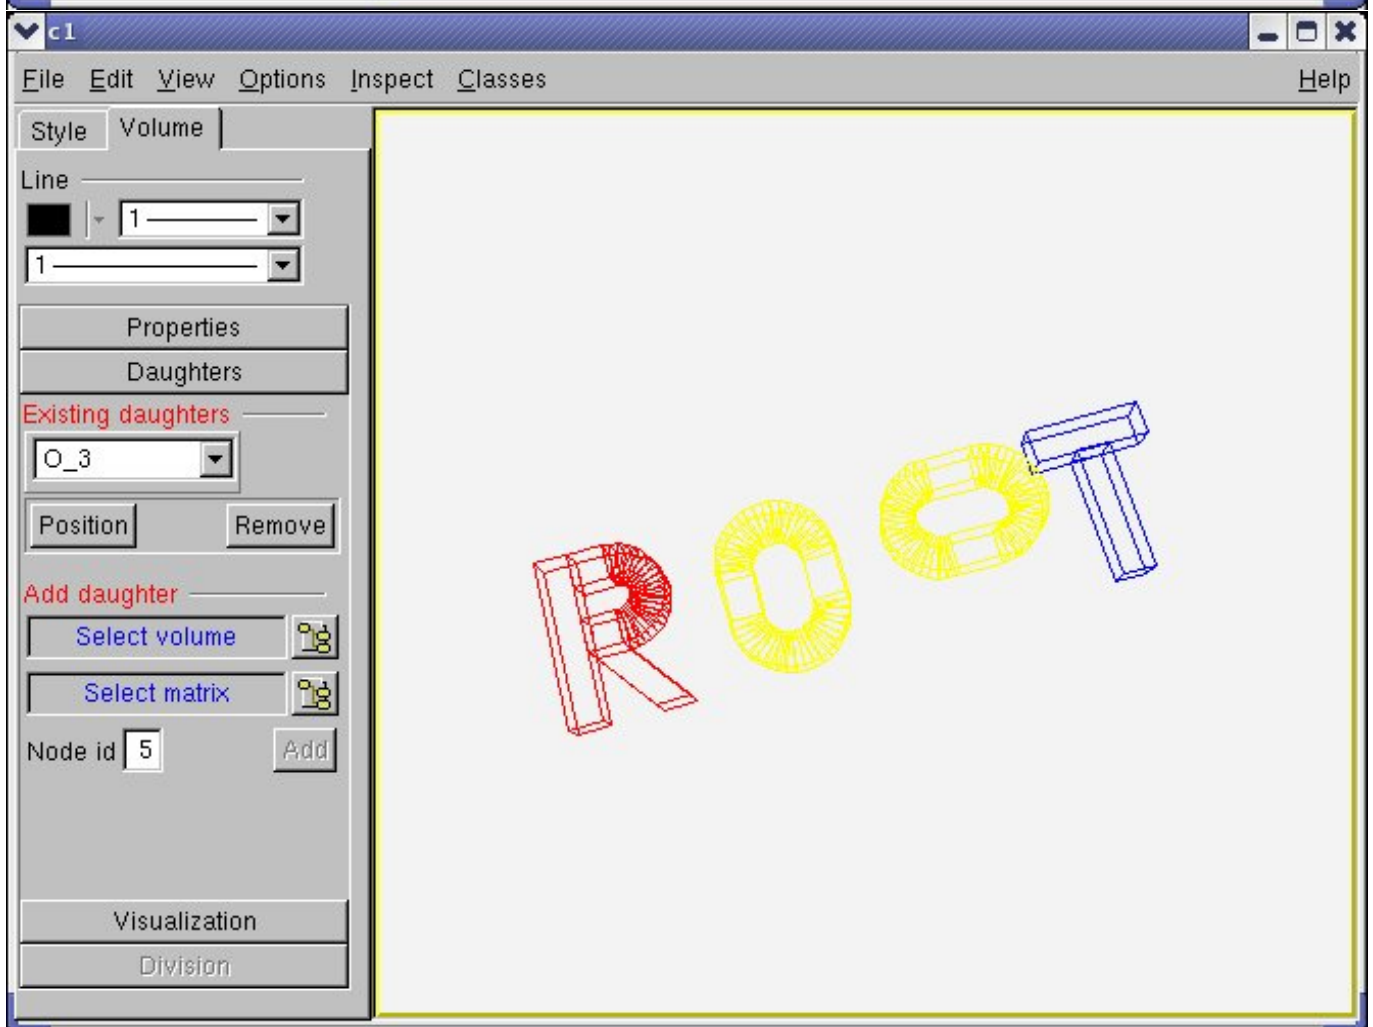 c1
File Edit View Options Inspect Classes Help
Style Volume
Line
1
1
Properties
Daughters
Existing daughters
O_3
Position Remove
Add daughter
Select volume
Select matrix
Node id 5 Add
Visualization
Division
ROOT